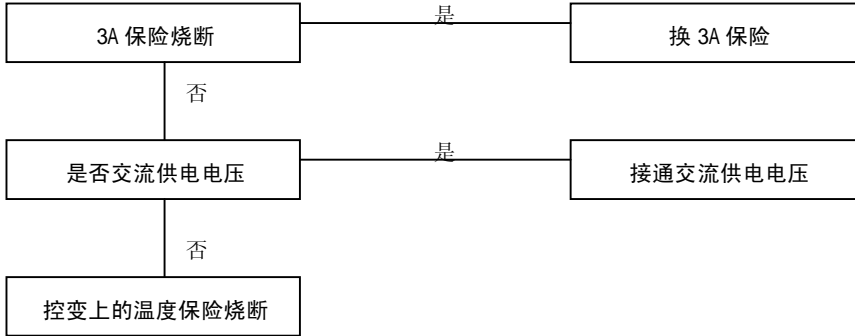 3A 保险烧断
是
换 3A 保险
否
是否交流供电电压
是
接通交流供电电压
否
控变上的温度保险烧断